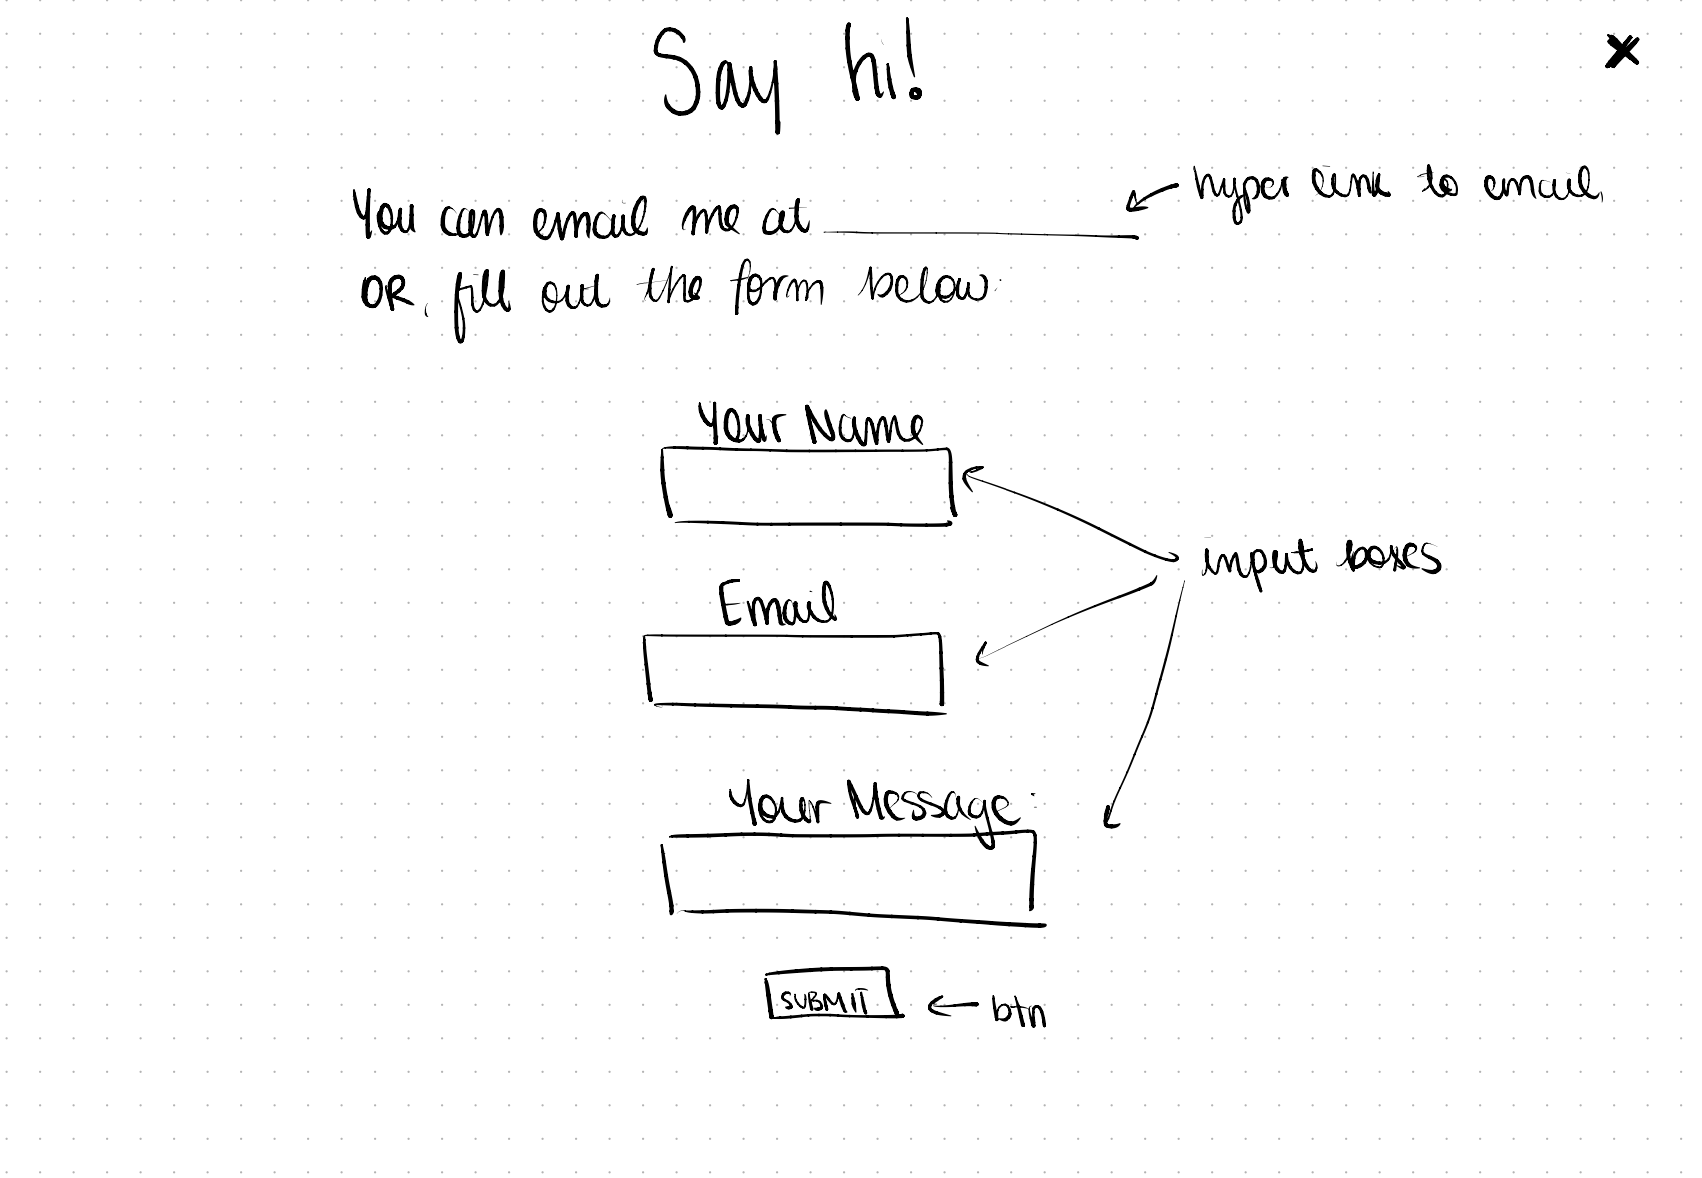 Say hi!
You can email me at
hyper link to email
OR, fill out the form below
Your Name
input boxes
Email
Your Message
SUBMIT
btn